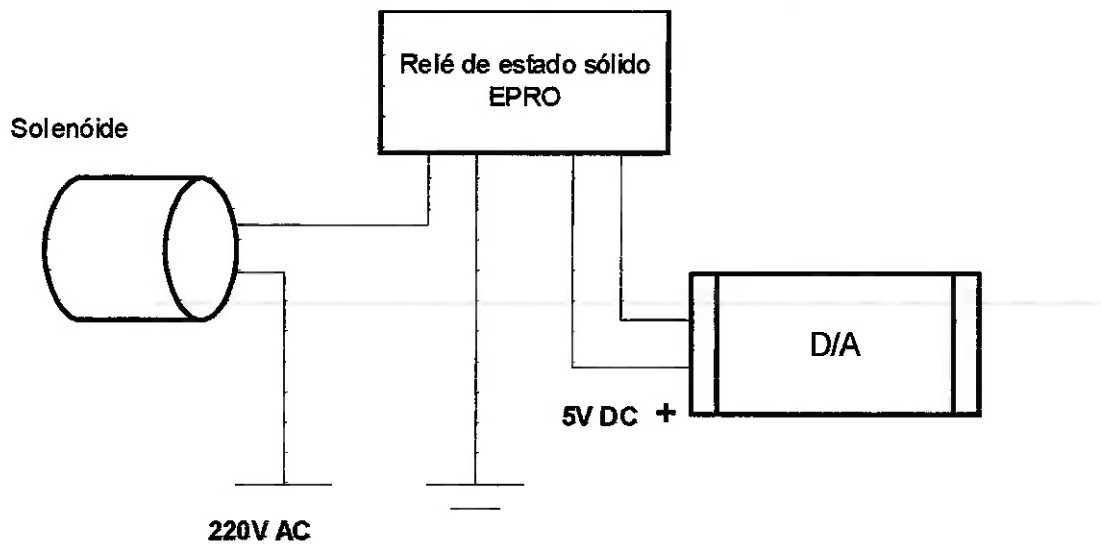 Relé de estado sólido
EPRO
Solenóide
D/A
5V DC +
220V AC